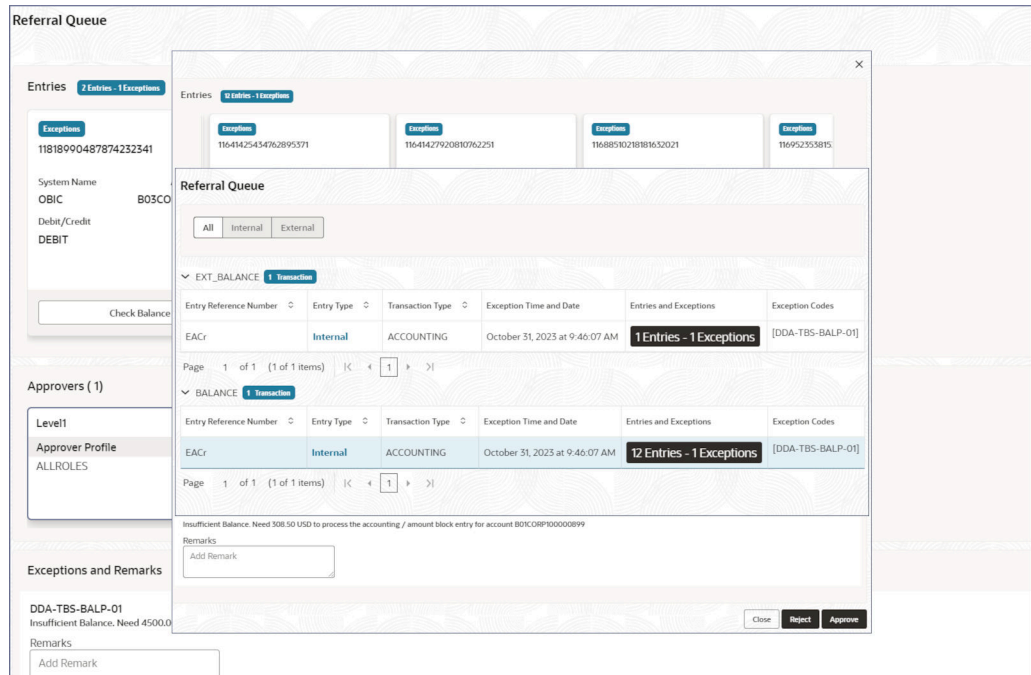 Referral Queue
Entries 2 Entries - 1 Exceptions
Exceptions
11818990487874232341
System Name
OBIC B03CO
Debit/Credit
DEBIT
Check Balance
Approvers ( 1 )
Level1
Approver Profile
ALLROLES
Exceptions and Remarks
DDA-TBS-BALP-01
Insufficient Balance. Need 4500.0
Remarks
Add Remark
Entries 12 Entries - 1 Exceptions
Exceptions Exceptions Exceptions Exceptions
11641425434762895371 11641427920810762251 11688510218181632021 116952353815
Referral Queue
All Internal External
EXT_BALANCE 1 Transaction
Entry Reference Number Entry Type Transaction Type Exception Time and Date Entries and Exceptions Exception Codes
EACr Internal ACCOUNTING October 31, 2023 at 9:46:07 AM 1 Entries - 1 Exceptions [DDA-TBS-BALP-01]
Page 1 of 1 (1 of 1 items) 1
BALANCE 1 Transaction
Entry Reference Number Entry Type Transaction Type Exception Time and Date Entries and Exceptions Exception Codes
EACr Internal ACCOUNTING October 31, 2023 at 9:46:07 AM 12 Entries - 1 Exceptions [DDA-TBS-BALP-01]
Page 1 of 1 (1 of 1 items) 1
Insufficient Balance. Need 308.50 USD to process the accounting / amount block entry for account B01CORP100000899
Remarks
Add Remark
Close Reject Approve